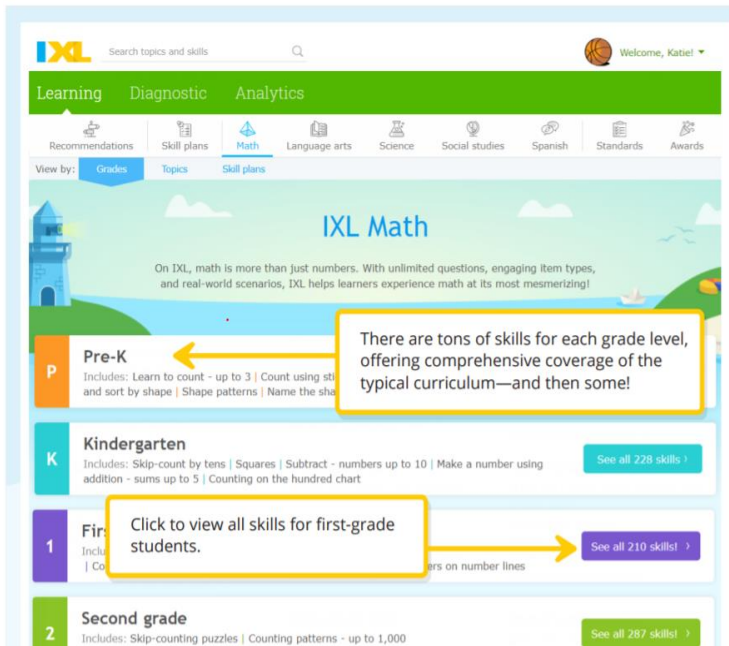 IXL
Search topics and skills
Welcome, Katie!
Learning Diagnostic Analytics
Recommendations Skill plans Math Language arts Science Social studies Spanish Standards Awards
View by: Grades Topics Skill plans
IXL Math
On IXL, math is more than just numbers. With unlimited questions, engaging item types,
and real-world scenarios, IXL helps learners experience math at its most mesmerizing!
There are tons of skills for each grade level,
offering comprehensive coverage of the
typical curriculum—and then some!
P
Pre-K
Includes: Learn to count - up to 3 | Count using
and sort by shape | Shape patterns | Name the
K
Kindergarten
Includes: Skip-count by tens | Squares | Subtract - numbers up to 10 | Make a number using
addition - sums up to 5 | Counting on the hundred chart
See all 228 skills ›
Click to view all skills for first-grade
students.
1
on number lines
See all 210 skills! ›
2
Second grade
Includes: Skip-counting puzzles | Counting patterns - up to 1,000
See all 287 skills! ›